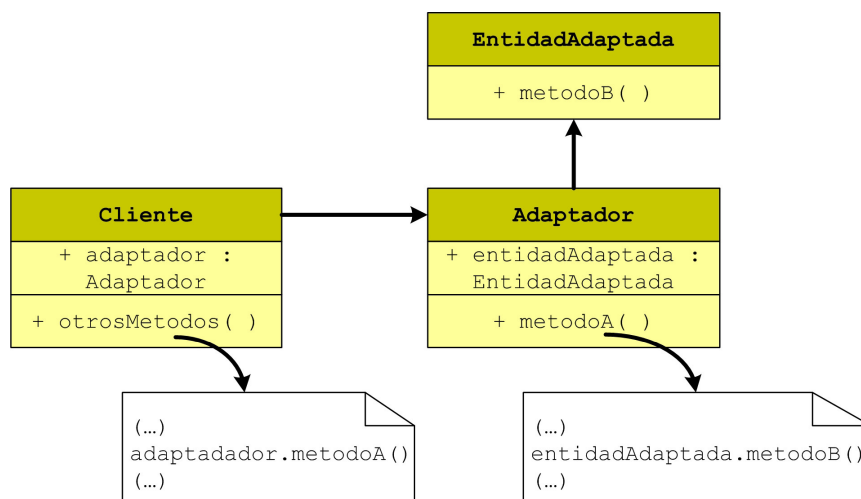 EntidadAdaptada
+ metodoB( )
Cliente
+ adaptador :
Adaptador
+ otrosMetodos( )
Adaptador
+ entidadAdaptada :
EntidadAdaptada
+ metodoA( )
(…)
adaptadador.metodoA()
(…)
(…)
entidadAdaptada.metodoB()
(…)